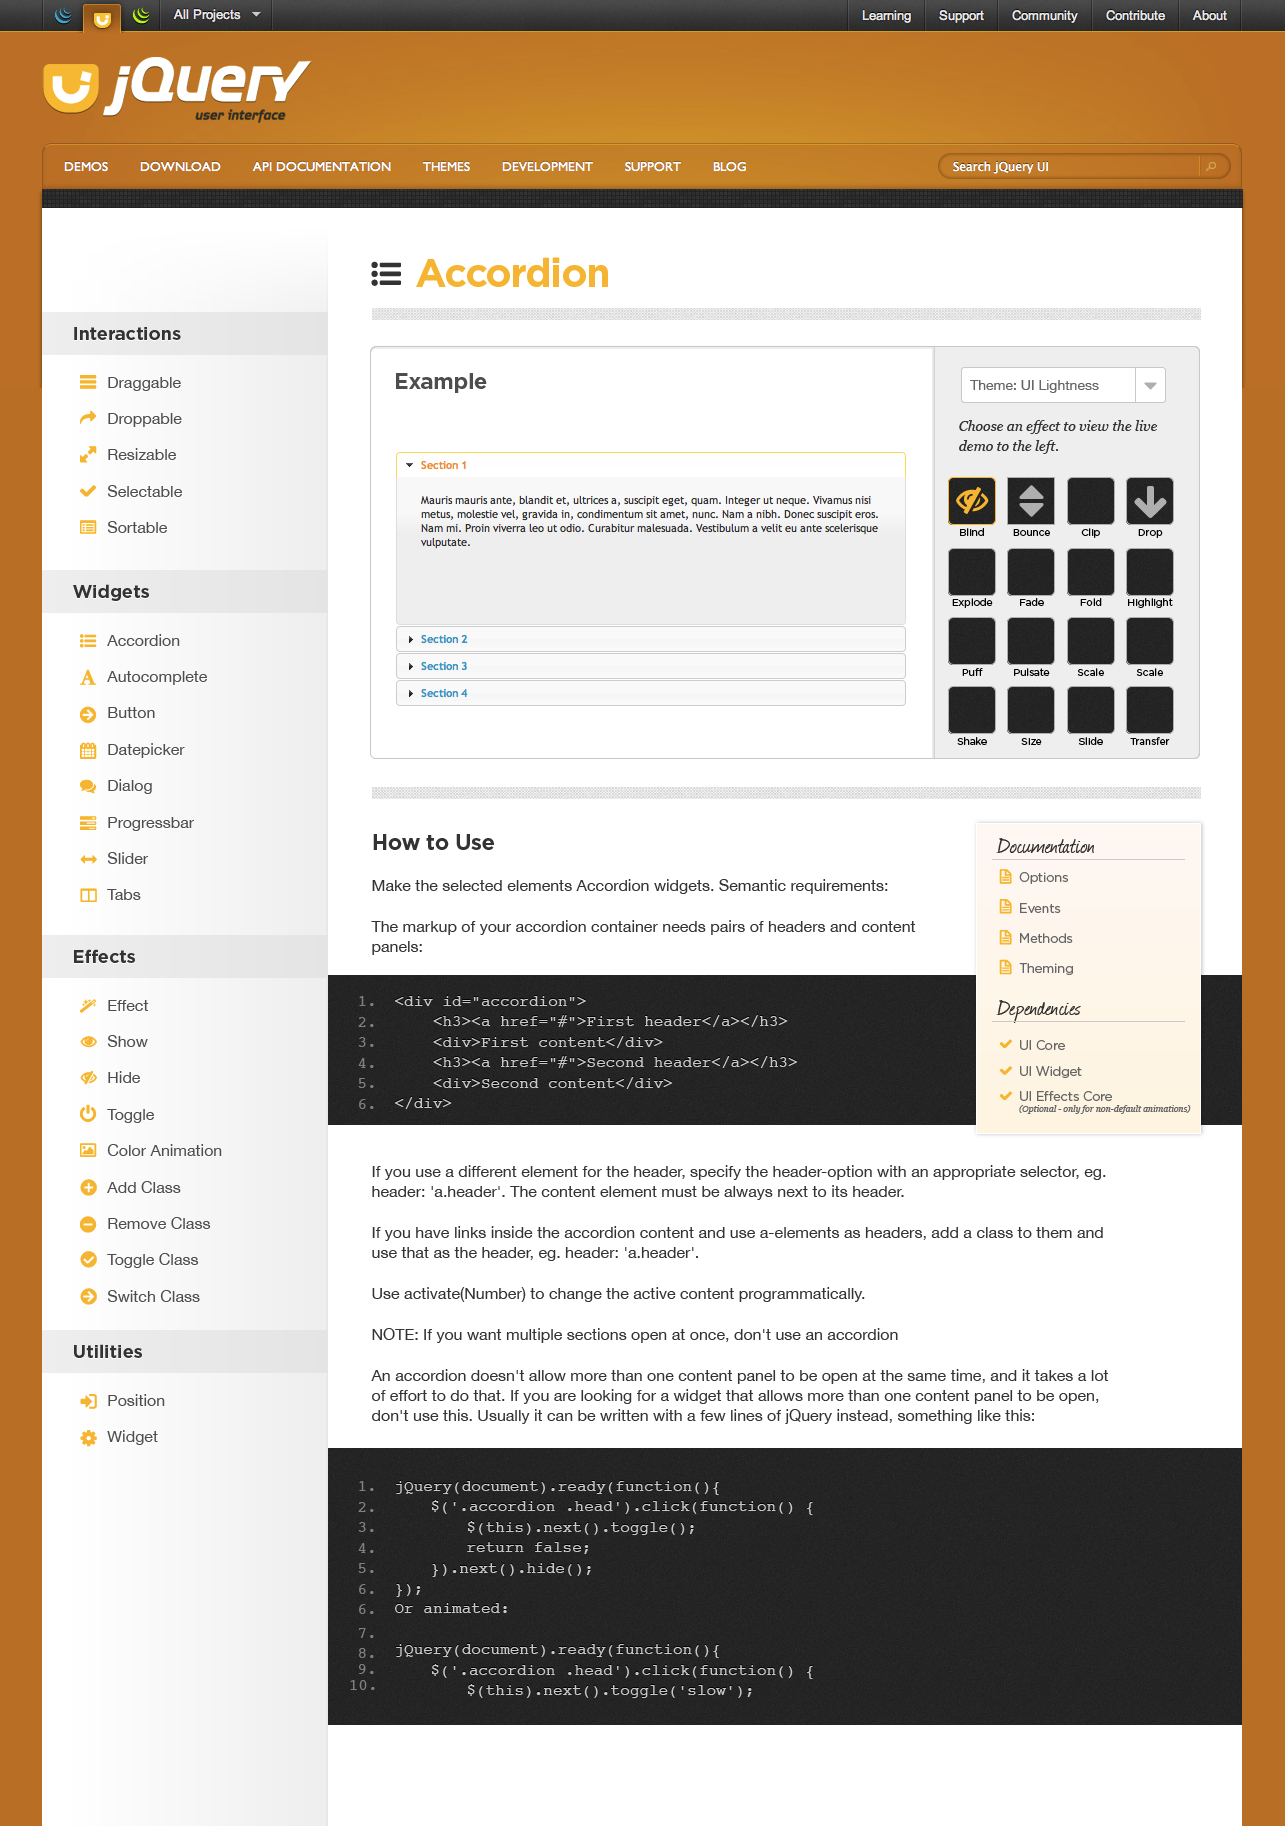 All Projects
Learning
Support
Community
Contribute
About
jQuery
user interface
DEMOS
DOWNLOAD
API DOCUMENTATION
THEMES
DEVELOPMENT
SUPPORT
BLOG
Search jQuery UI
Interactions
Draggable
Droppable
Resizable
Selectable
Sortable
Widgets
Accordion
Autocomplete
Button
Datepicker
Dialog
Progressbar
Slider
Tabs
Effects
Effect
Show
Hide
Toggle
Color Animation
Add Class
Remove Class
Toggle Class
Switch Class
Utilities
Position
Widget
Accordion
Example
Section 1
Mauris mauris ante, blandit et, ultrices a, suscipit eget, quam. Integer ut neque. Vivamus nisi
metus, molestie vel, gravida in, condimentum sit amet, nunc. Nam a nibh. Donec suscipit eros.
Nam mi. Proin viverra leo ut odio. Curabitur malesuada. Vestibulum a velit eu ante scelerisque
vulputate.
Section 2
Section 3
Section 4
Theme: UI Lightness
Choose an effect to view the live
demo to the left.
Blind Bounce Clip Drop
Explode Fade Fold Highlight
Puff Pulsate Scale Scale
Shake Size Slide Transfer
How to Use
Make the selected elements Accordion widgets. Semantic requirements:
The markup of your accordion container needs pairs of headers and content
panels:
1. <div id="accordion">
2. <h3><a href="#">First header</a></h3>
3. <div>First content</div>
4. <h3><a href="#">Second header</a></h3>
5. <div>Second content</div>
6. </div>
Documentation
Options
Events
Methods
Theming
Dependencies
UI Core
UI Widget
UI Effects Core
(Optional - only for non-default animations)
If you use a different element for the header, specify the header-option with an appropriate selector, eg.
header: 'a.header'. The content element must be always next to its header.
If you have links inside the accordion content and use a-elements as headers, add a class to them and
use that as the header, eg. header: 'a.header'.
Use activate(Number) to change the active content programmatically.
NOTE: If you want multiple sections open at once, don't use an accordion
An accordion doesn't allow more than one content panel to be open at the same time, and it takes a lot
of effort to do that. If you are looking for a widget that allows more than one content panel to be open,
don't use this. Usually it can be written with a few lines of jQuery instead, something like this:
1. jQuery(document).ready(function(){
2. $('.accordion .head').click(function() {
3. $(this).next().toggle();
4. return false;
5. }).next().hide();
6. });
6. Or animated:
7.
8. jQuery(document).ready(function(){
9. $('.accordion .head').click(function() {
10. $(this).next().toggle('slow');